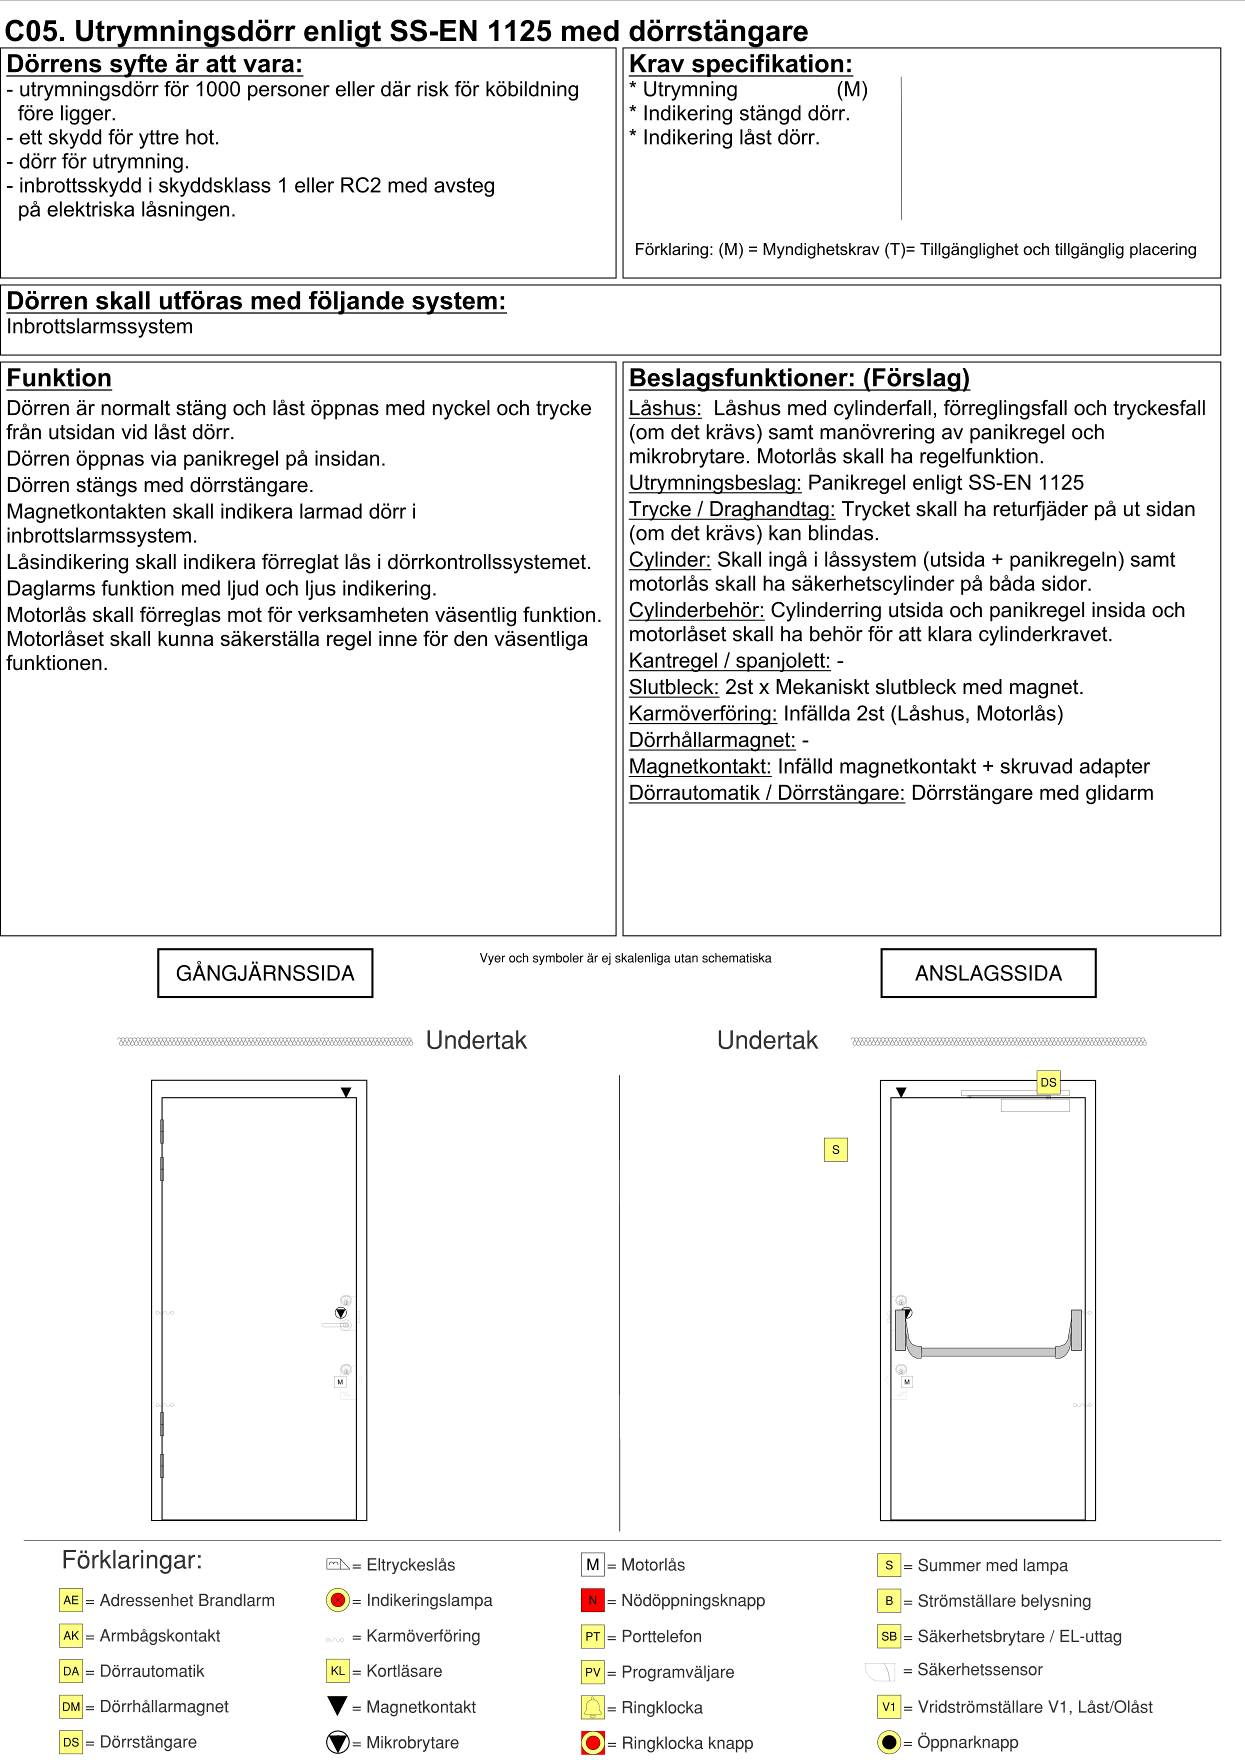 C05. Utrymningsdörr enligt SS-EN 1125 med dörrstängare
Dörrens syfte är att vara:
- utrymningsdörr för 1000 personer eller där risk för köbildning
före ligger.
- ett skydd för yttre hot.
- dörr för utrymning.
- inbrottsskydd i skyddsklass 1 eller RC2 med avsteg
på elektriska låsningen.
Krav specifikation:
* Utrymning (M)
* Indikering stängd dörr.
* Indikering låst dörr.
Förklaring: (M) = Myndighetskrav (T)= Tillgänglighet och tillgänglig placering
Dörren skall utföras med följande system:
Inbrottslarmssystem
Funktion
Dörren är normalt stäng och låst öppnas med nyckel och trycke
från utsidan vid låst dörr.
Dörren öppnas via panikregel på insidan.
Dörren stängs med dörrstängare.
Magnetkontakten skall indikera larmad dörr i
inbrottslarmssystem.
Låsindikering skall indikera förreglat lås i dörrkontrollssystemet.
Daglarms funktion med ljud och ljus indikering.
Motorlås skall förreglas mot för verksamheten väsentlig funktion.
Motorlåset skall kunna säkerställa regel inne för den väsentliga
funktionen.
Beslagsfunktioner: (Förslag)
Låshus: Låshus med cylinderfall, förreglingsfall och tryckesfall
(om det krävs) samt manövrering av panikregel och
mikrobrytare. Motorlås skall ha regelfunktion.
Utrymningsbeslag: Panikregel enligt SS-EN 1125
Trycke / Draghandtag: Trycket skall ha returfjäder på ut sidan
(om det krävs) kan blindas.
Cylinder: Skall ingå i låssystem (utsida + panikregeln) samt
motorlås skall ha säkerhetscylinder på båda sidor.
Cylinderbehör: Cylinderring utsida och panikregel insida och
motorlåset skall ha behör för att klara cylinderkravet.
Kantregel / spanjolett: -
Slutbleck: 2st x Mekaniskt slutbleck med magnet.
Karmöverföring: Infällda 2st (Låshus, Motorlås)
Dörrhållarmagnet: -
Magnetkontakt: Infälld magnetkontakt + skruvad adapter
Dörrautomatik / Dörrstängare: Dörrstängare med glidarm
GÅNGJÄRNSSIDA
Vyer och symboler är ej skalenliga utan schematiska
ANSLAGSSIDA
Undertak
Undertak
DS
S
M
M
Förklaringar:
AE = Adressenhet Brandlarm
AK = Armbågskontakt
DA = Dörrautomatik
DM = Dörrhållarmagnet
DS = Dörrstängare
= Eltryckeslås
= Indikeringslampa
= Karmöverföring
KL = Kortläsare
= Magnetkontakt
= Mikrobrytare
M = Motorlås
N = Nödöppningsknapp
PT = Porttelefon
PV = Programväljare
= Ringklocka
= Ringklocka knapp
S = Summer med lampa
B = Strömställare belysning
SB = Säkerhetsbrytare / EL-uttag
= Säkerhetssensor
V1 = Vridströmställare V1, Låst/Olåst
= Öppnarknapp